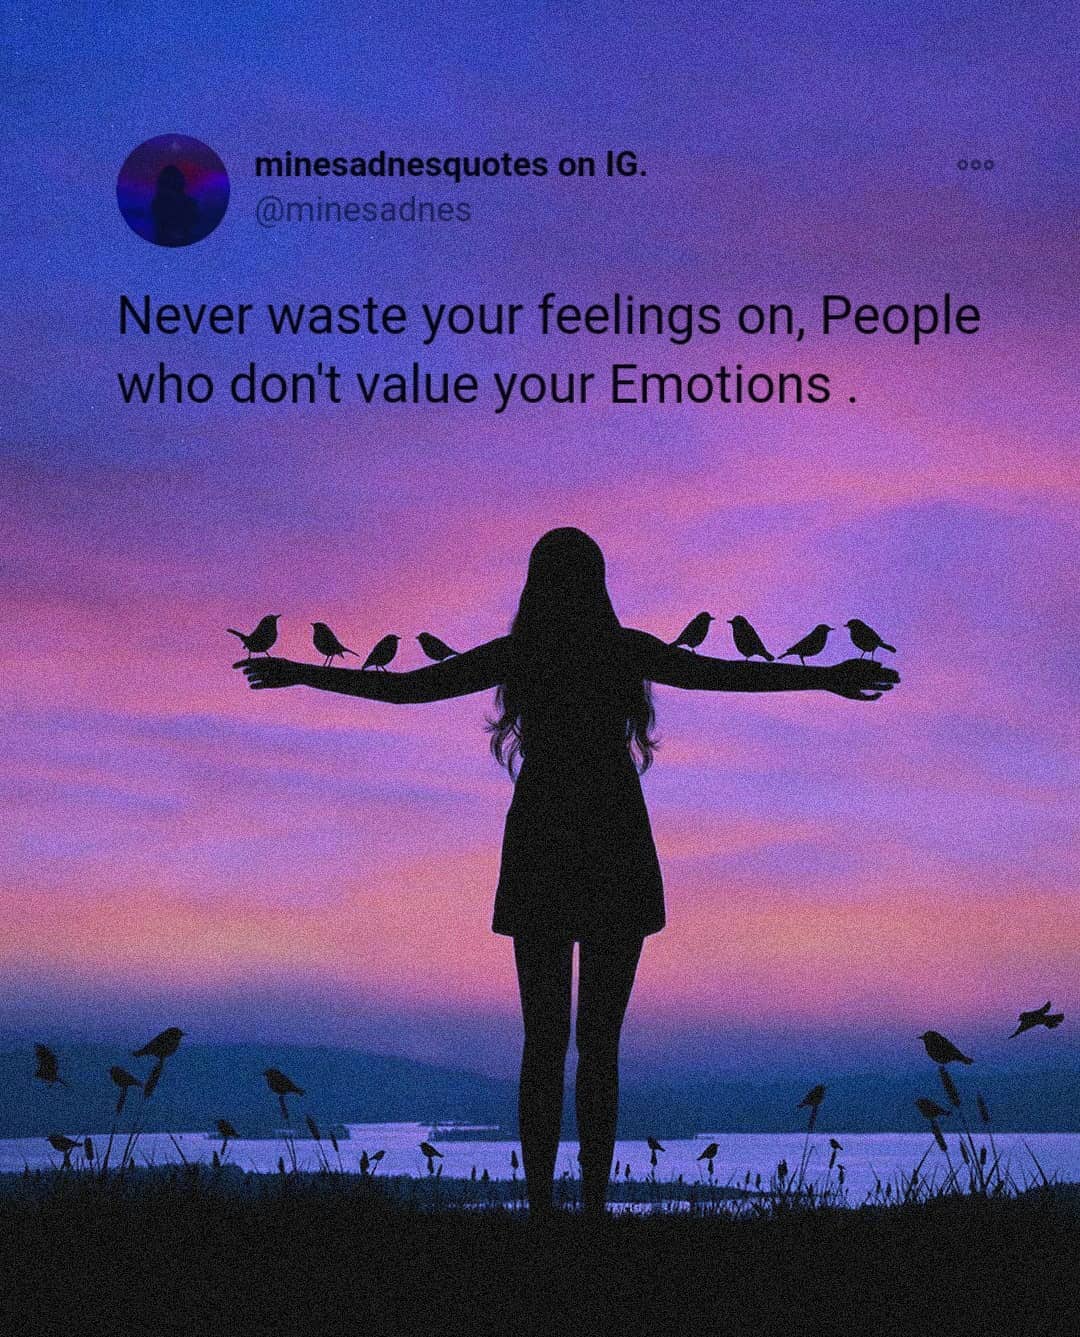 minesadnesquotes on IG.
@minesadnes
Never waste your feelings on, People
who don't value your Emotions .